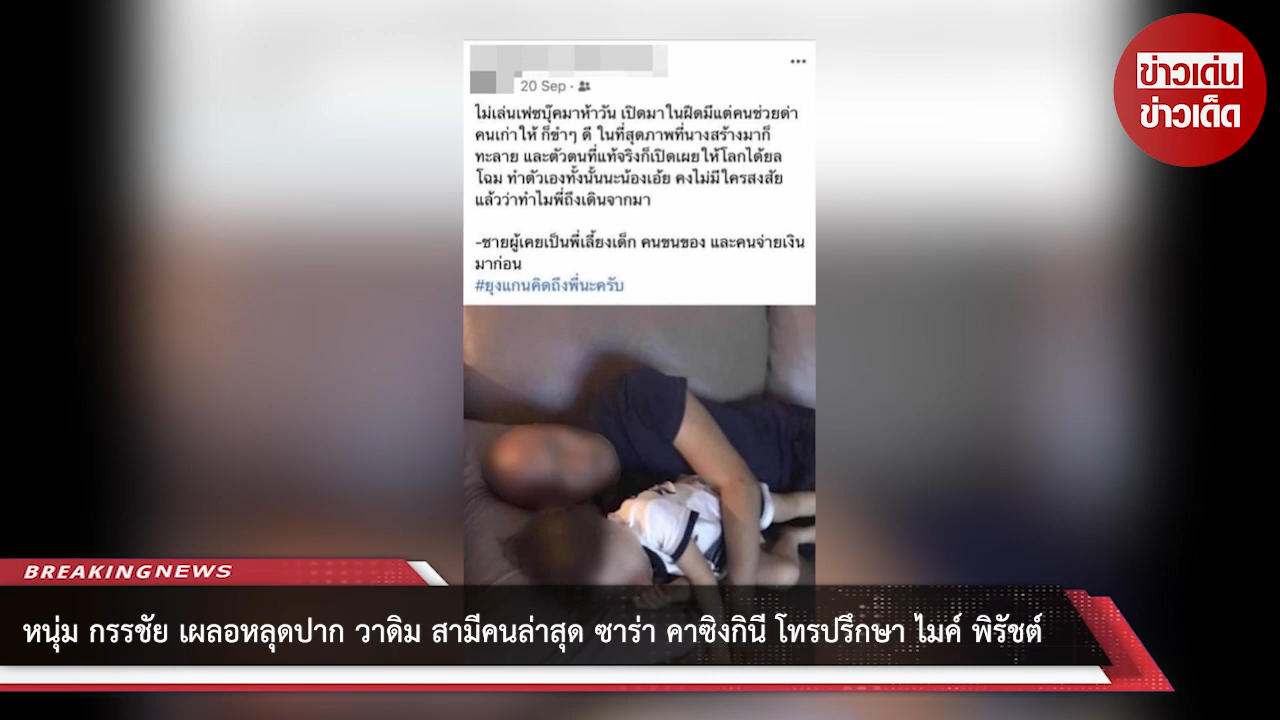 ข่าวเด่น
ข่าวเด็ด
20 Sep ·
ไม่เล่นเฟซบุ๊คมาห้าวัน เปิดมาในฝีดมีแต่คนช่วยด่า
คนเก่าให้ ก็ขำๆ ดี ในที่สุดภาพที่นางสร้างมาก็
ทะลาย และตัวตนที่แท้จริงก็เปิดเผยให้โลกได้ยล
โฉม ทำตัวเองทั้งนั้นนะน้องเอ้ย คงไม่มีใครสงสัย
แล้วว่าทำไมพี่ถึงเดินจากมา
-ชายผู้เคยเป็นพี่เลี้ยงเด็ก คนขนของ และคนจ่ายเงิน
มาก่อน
#ยุงแกนคิดถึงพี่นะครับ
BREAKINGNEWS
หนุ่ม กรรชัย เผลอหลุดปาก วาดิม สามีคนล่าสุด ซาร่า คาซิงกินี โทรปรึกษา ไมค์ พิรัชต์